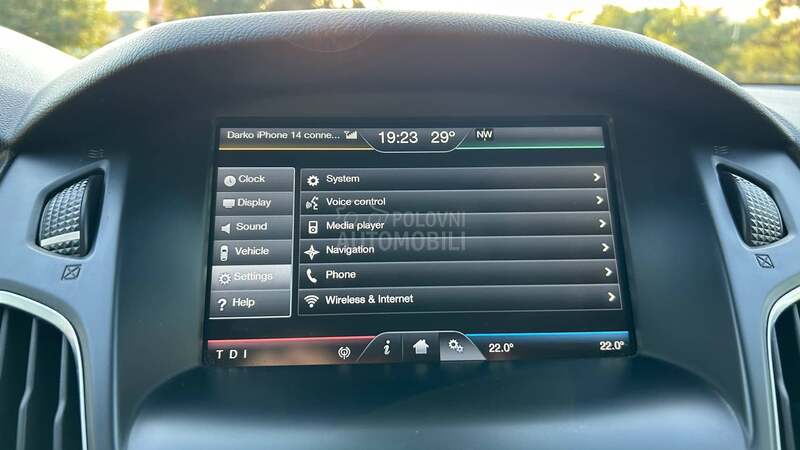 Darko iPhone 14 conne...
19:23 29° NW
Clock
Display
Sound
Vehicle
Settings
Help
System
Voice control
Media player
Navigation
Phone
Wireless & Internet
POLOVNI
AUTOMOBILI
T D I
22.0°
22.0°